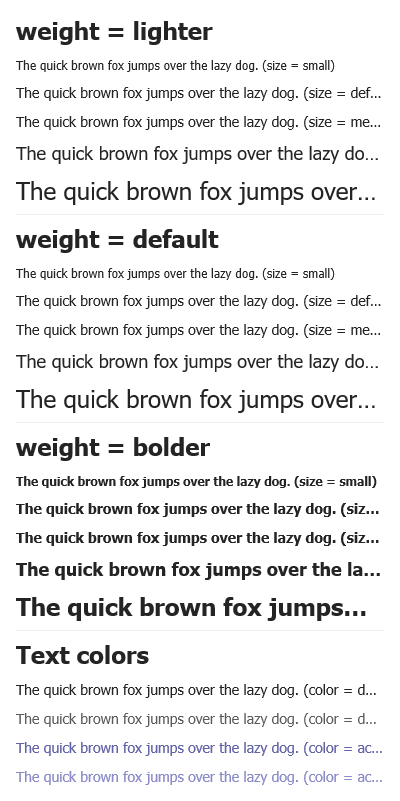 weight = lighter
The quick brown fox jumps over the lazy dog. (size = small)
The quick brown fox jumps over the lazy dog. (size = def...
The quick brown fox jumps over the lazy dog. (size = me...
The quick brown fox jumps over the lazy do...
The quick brown fox jumps over...
weight = default
The quick brown fox jumps over the lazy dog. (size = small)
The quick brown fox jumps over the lazy dog. (size = def...
The quick brown fox jumps over the lazy dog. (size = me...
The quick brown fox jumps over the lazy do...
The quick brown fox jumps over...
weight = bolder
The quick brown fox jumps over the lazy dog. (size = small)
The quick brown fox jumps over the lazy dog. (siz...
The quick brown fox jumps over the lazy dog. (siz...
The quick brown fox jumps over the la...
The quick brown fox jumps...
Text colors
The quick brown fox jumps over the lazy dog. (color = d...
The quick brown fox jumps over the lazy dog. (color = d...
The quick brown fox jumps over the lazy dog. (color = ac...
The quick brown fox jumps over the lazy dog. (color = ac...